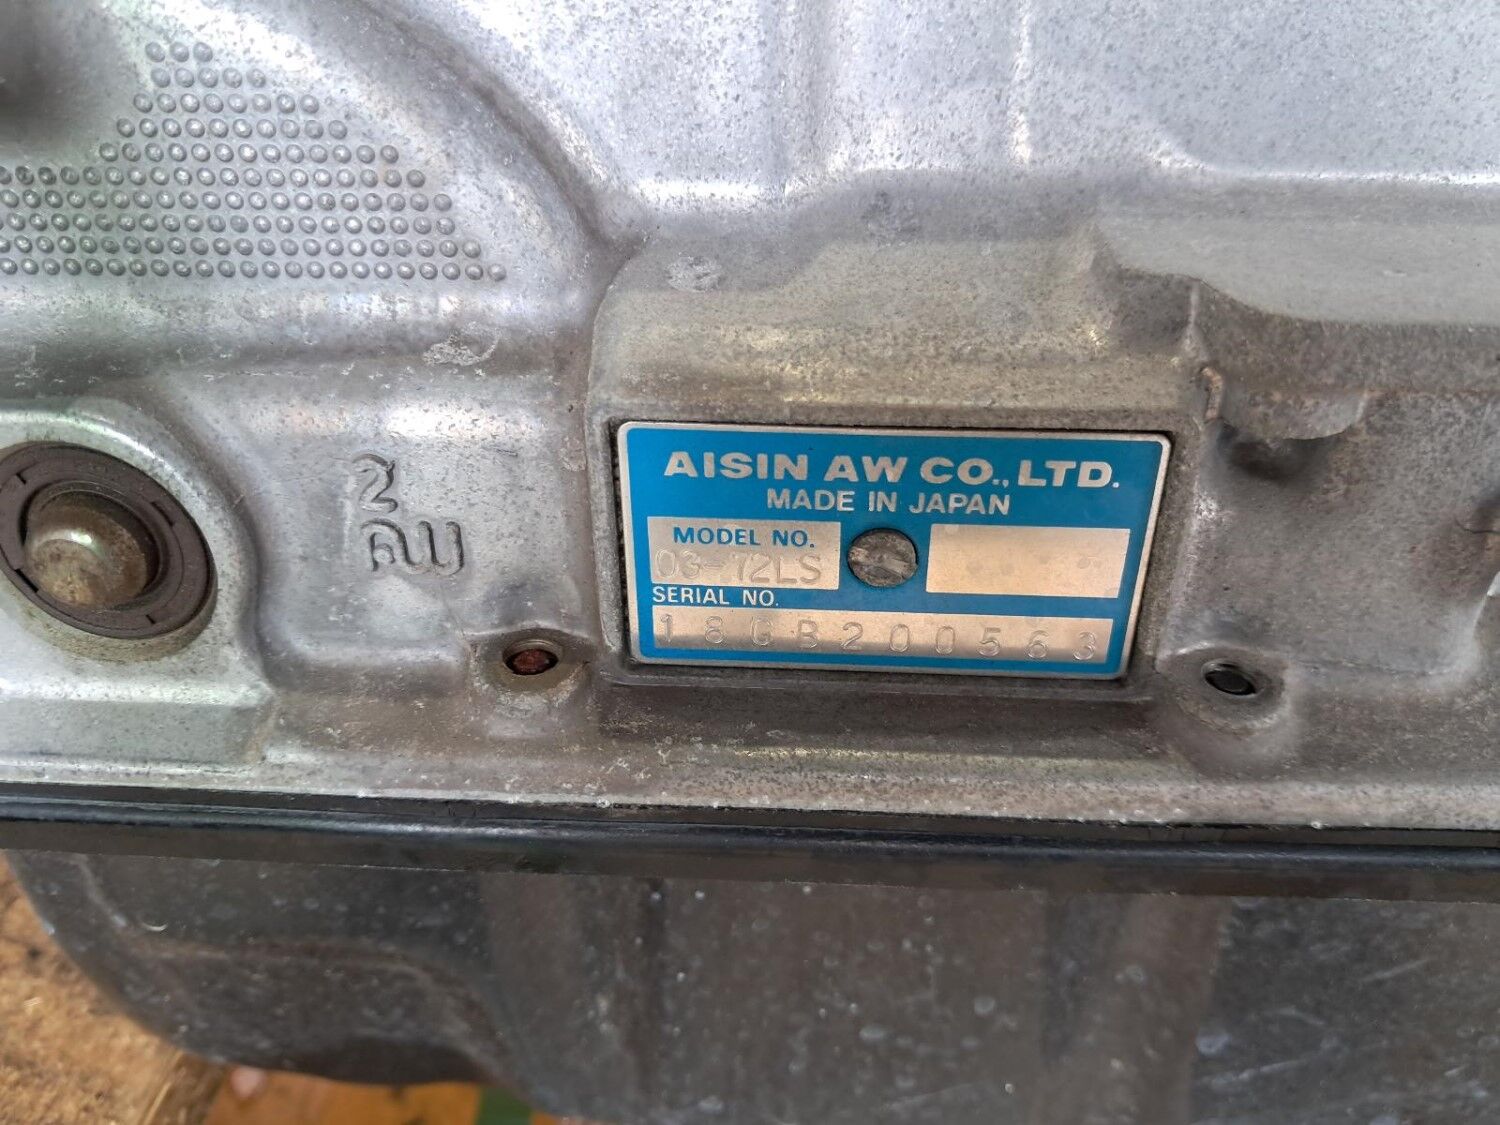 AISIN AW CO., LTD.
MADE IN JAPAN
MODEL NO.
03-72LS
SERIAL NO.
18GB200563
2
AW